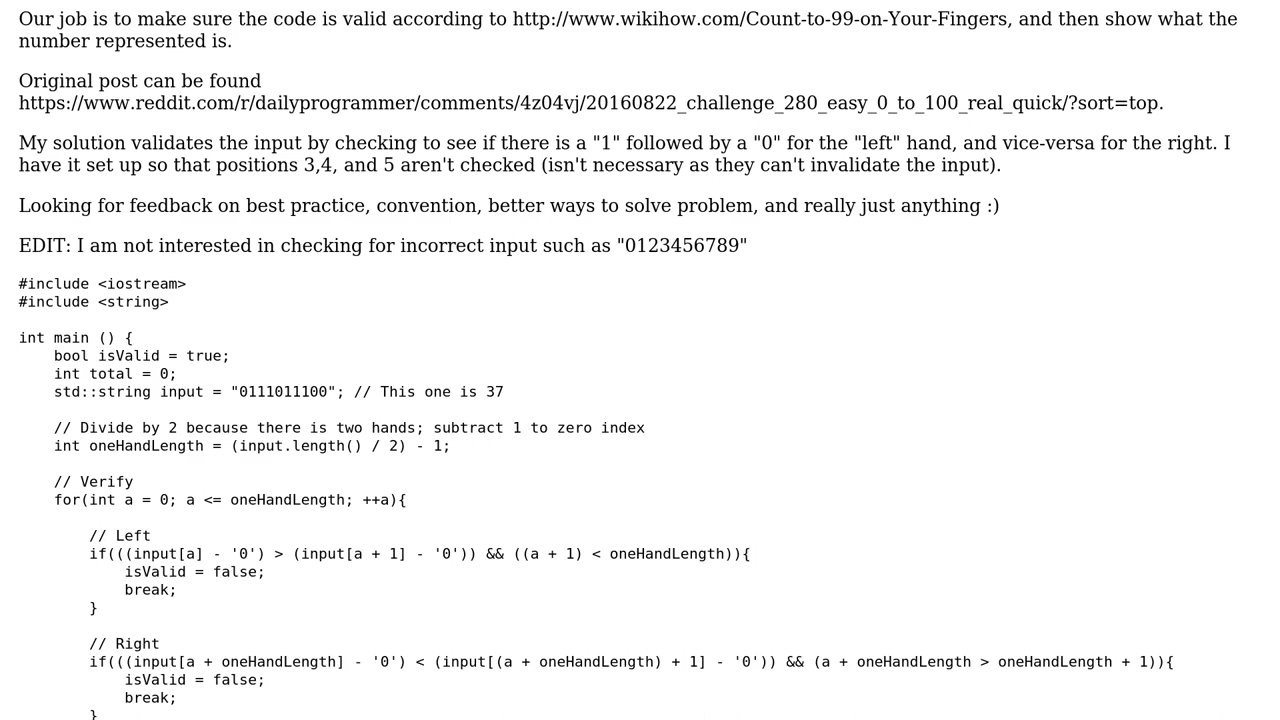 Our job is to make sure the code is valid according to http://www.wikihow.com/Count-to-99-on-Your-Fingers, and then show what the
number represented is.
Original post can be found
https://www.reddit.com/r/dailyprogrammer/comments/4z04vj/20160822_challenge_280_easy_0_to_100_real_quick/?sort=top.
My solution validates the input by checking to see if there is a "1" followed by a "0" for the "left" hand, and vice-versa for the right. I
have it set up so that positions 3,4, and 5 aren't checked (isn't necessary as they can't invalidate the input).
Looking for feedback on best practice, convention, better ways to solve problem, and really just anything :)
EDIT: I am not interested in checking for incorrect input such as "0123456789"
#include <iostream>
#include <string>
int main () {
    bool isValid = true;
    int total = 0;
    std::string input = "0111011100"; // This one is 37
    // Divide by 2 because there is two hands; subtract 1 to zero index
    int oneHandLength = (input.length() / 2) - 1;
    // Verify
    for(int a = 0; a <= oneHandLength; ++a){
        // Left
        if(((input[a] - '0') > (input[a + 1] - '0')) && ((a + 1) < oneHandLength)){
            isValid = false;
            break;
        }
        // Right
        if(((input[a + oneHandLength] - '0') < (input[(a + oneHandLength) + 1] - '0')) && (a + oneHandLength > oneHandLength + 1)){
            isValid = false;
            break;
        }